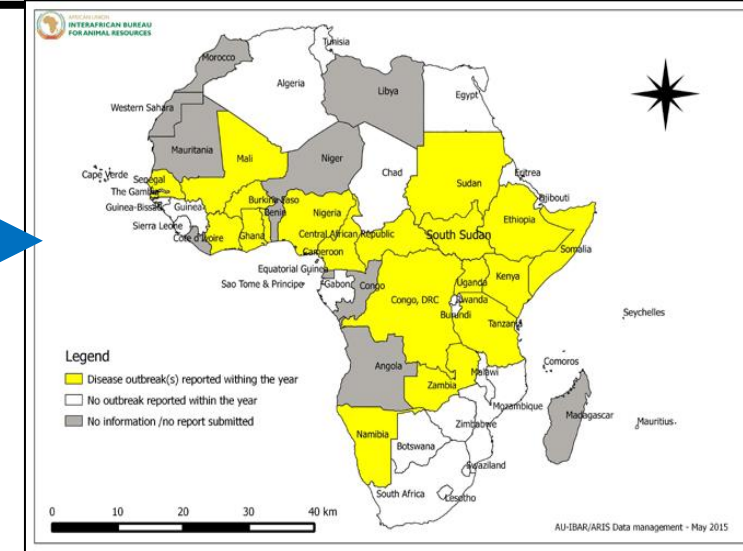 AFRICAN UNION
INTERAFRICAN BUREAU
FOR ANIMAL RESOURCES
Tunisia
Morocco
Algeria
Libya
Egypt
Western Sahara
Mauritania
Mali
Niger
Chad
Sudan
Eritrea
Cape Verde
Senegal
The Gambia
Djibouti
Guinea-Bissau
Guinea
Burkina Faso
Benin
Nigeria
Ethiopia
Sierra Leone
Cote d'Ivoire
Ghana
Central African Republic
South Sudan
Somalia
Cameroon
Equatorial Guinea
Sao Tome & Principe
Gabon
Congo
Congo, DRC
Uganda
Kenya
Rwanda
Burundi
Tanzania
Seychelles
Comoros
Angola
Malawi
Zambia
Mozambique
Madagascar
Mauritius
Zimbabwe
Namibia
Botswana
Swaziland
South Africa
Lesotho
Legend
Disease outbreak(s) reported withing the year
No outbreak reported within the year
No information /no report submitted
0 10 20 30 40 km
AU-IBAR/ARIS Data management - May 2015